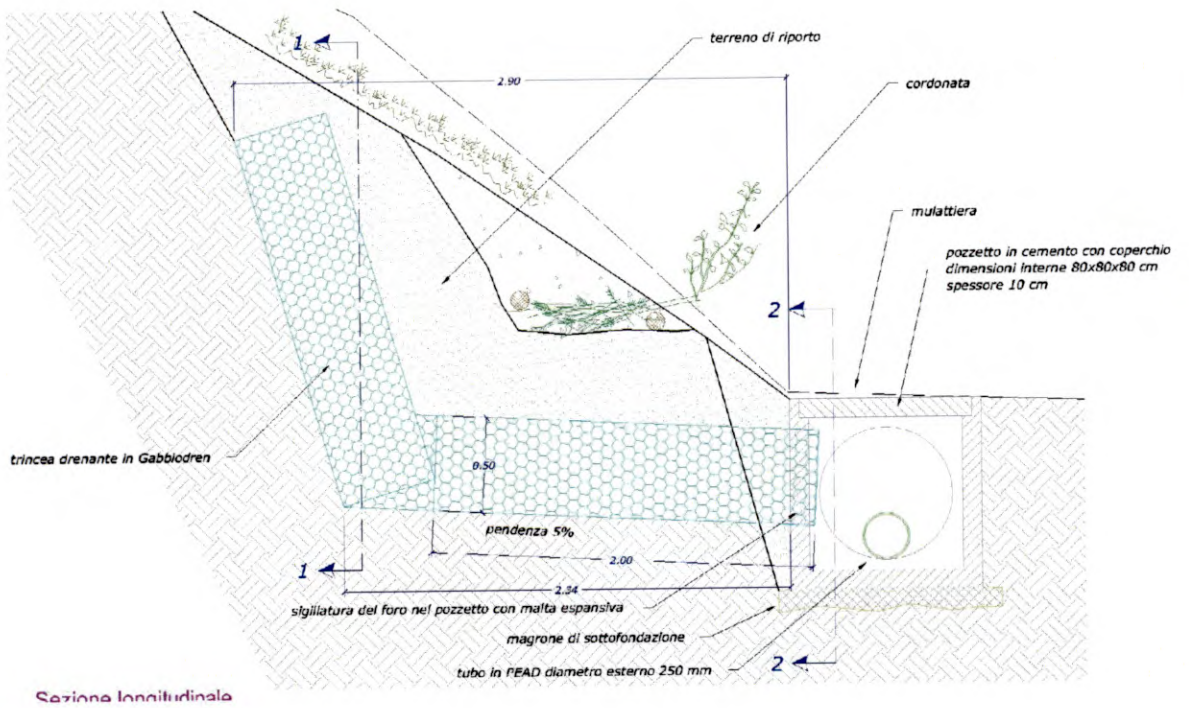 terreno di riporto
1
2.90
cordonata
mulattiera
pozzetto in cemento con coperchio
dimensioni interne 80x80x80 cm
spessore 10 cm
2
trincea drenante in Gabbiodren
0.50
pendenza 5%
2.00
1
2.34
sigillatura del foro nel pozzetto con malta espansiva
magrone di sottofondazione
2
tubo in PEAD diametro esterno 250 mm
Sezione longitudinale